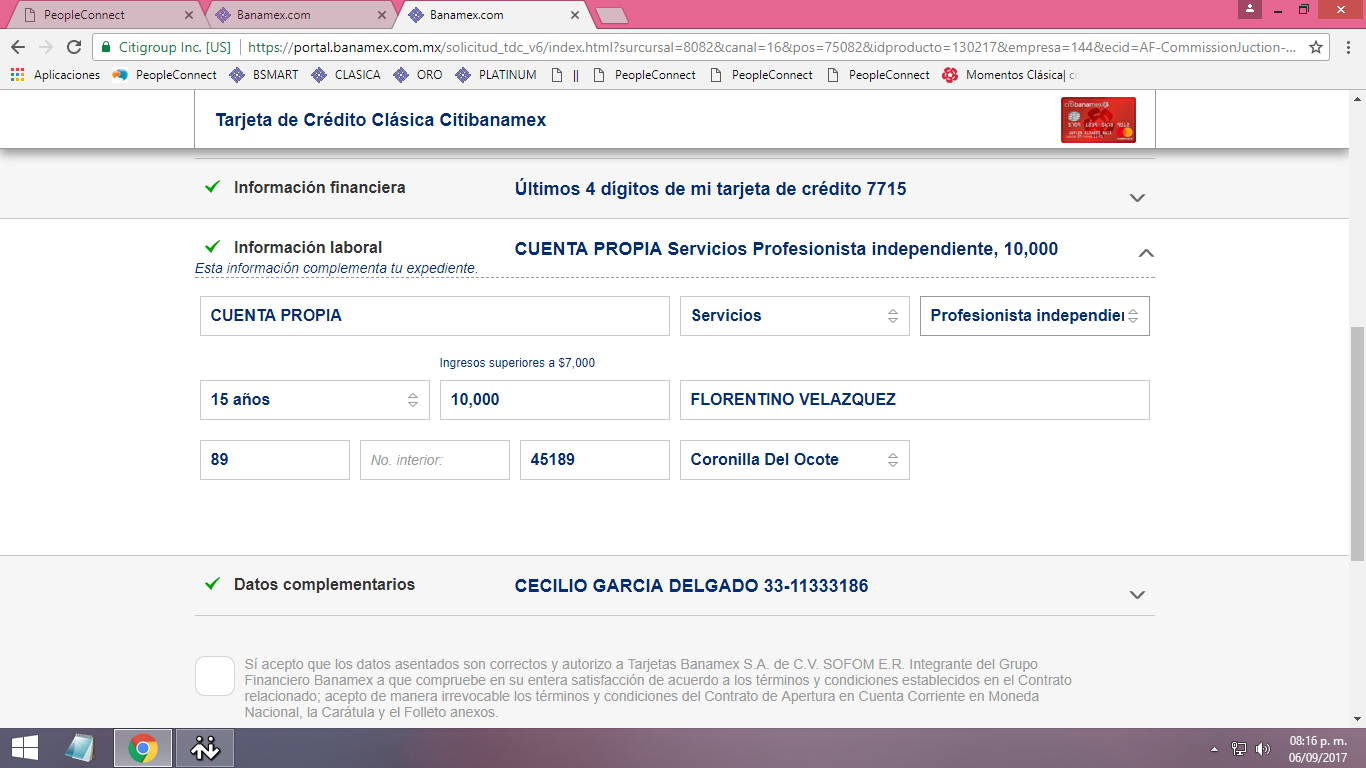 PeopleConnect
Banamex.com
Banamex.com
Citigroup Inc. [US] https://portal.banamex.com.mx/solicitud_tdc_v6/index.html?sursucal=8082&canal=16&pos=75082&idproducto=130217&empresa=144&ecid=AF-CommissionJuction-...
Aplicaciones PeopleConnect BSMART CLASICA ORO PLATINUM || PeopleConnect PeopleConnect PeopleConnect Momentos Clásica| ci
Tarjeta de Crédito Clásica Citibanamex
citibanamex
Información financiera Últimos 4 dígitos de mi tarjeta de crédito 7715
Información laboral CUENTA PROPIA Servicios Profesionista independiente, 10,000
Esta información complementa tu expediente.
CUENTA PROPIA Servicios Profesionista independier
Ingresos superiores a $7,000
15 años 10,000 FLORENTINO VELAZQUEZ
89 No. interior: 45189 Coronilla Del Ocote
Datos complementarios CECILIO GARCIA DELGADO 33-11333186
Sí acepto que los datos asentados son correctos y autorizo a Tarjetas Banamex S.A. de C.V. SOFOM E.R. Integrante del Grupo
Financiero Banamex a que compruebe en su entera satisfacción de acuerdo a los términos y condiciones establecidos en el Contrato
relacionado; acepto de manera irrevocable los términos y condiciones del Contrato de Apertura en Cuenta Corriente en Moneda
Nacional, la Carátula y el Folleto anexos.
08:16 p. m.
06/09/2017